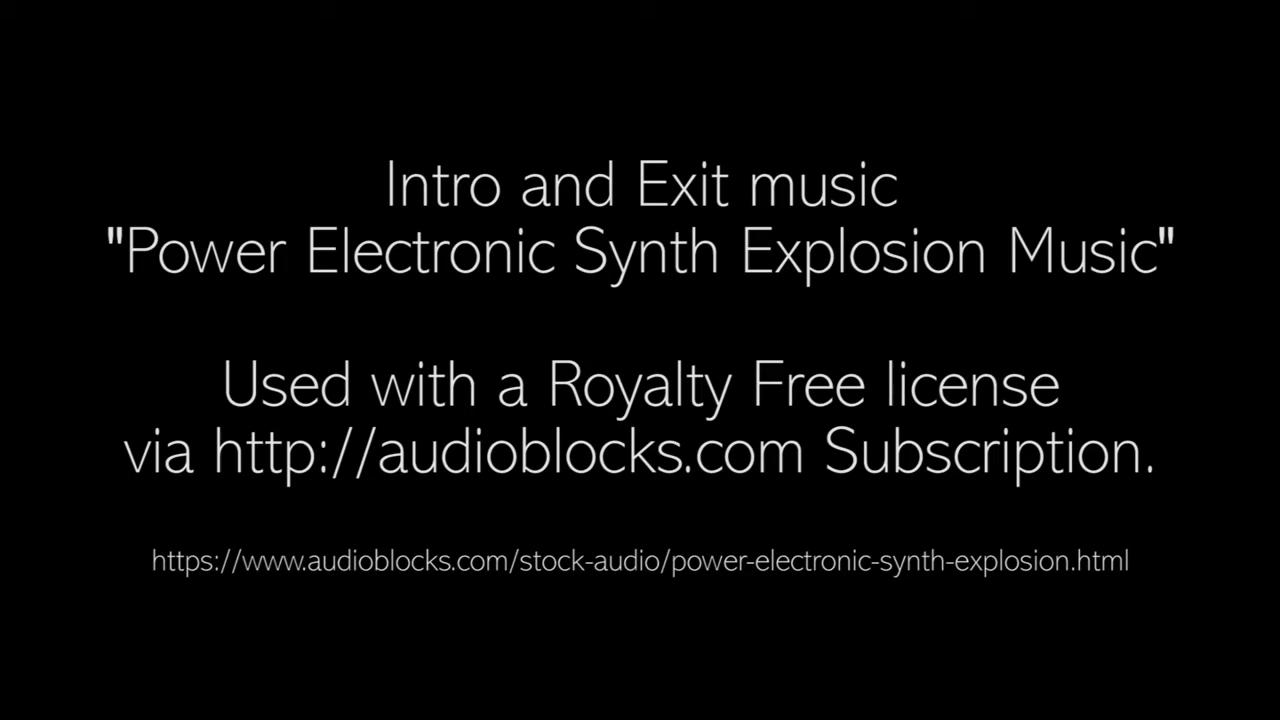 Intro and Exit music
"Power Electronic Synth Explosion Music"
Used with a Royalty Free license
via http://audioblocks.com Subscription.
https://www.audioblocks.com/stock-audio/power-electronic-synth-explosion.html